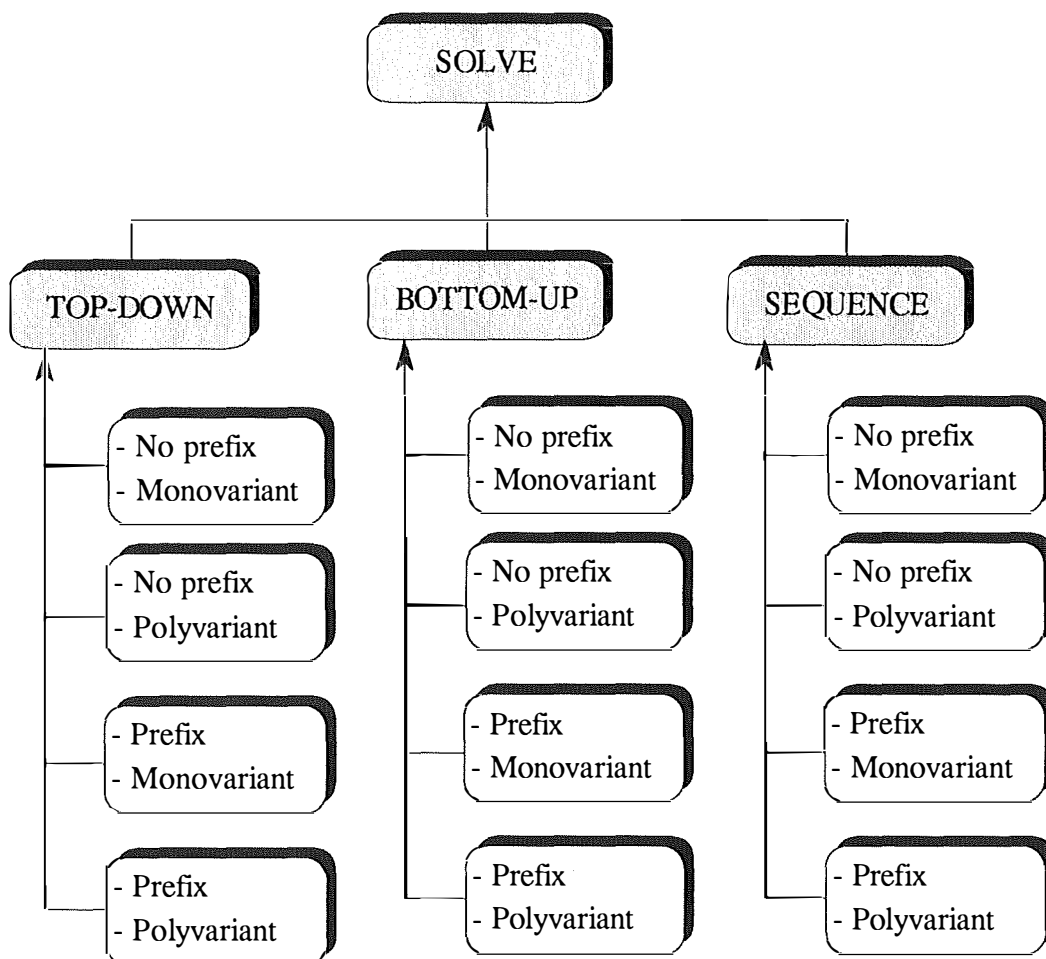 SOLVE
TOP-DOWN
BOTTOM-UP
SEQUENCE
- No prefix
- Monovariant
- No prefix
- Polyvariant
- Prefix
- Monovariant
- Prefix
- Polyvariant
- No prefix
- Monovariant
- No prefix
- Polyvariant
- Prefix
- Monovariant
- Prefix
- Polyvariant
- No prefix
- Monovariant
- No prefix
- Polyvariant
- Prefix
- Monovariant
- Prefix
- Polyvariant